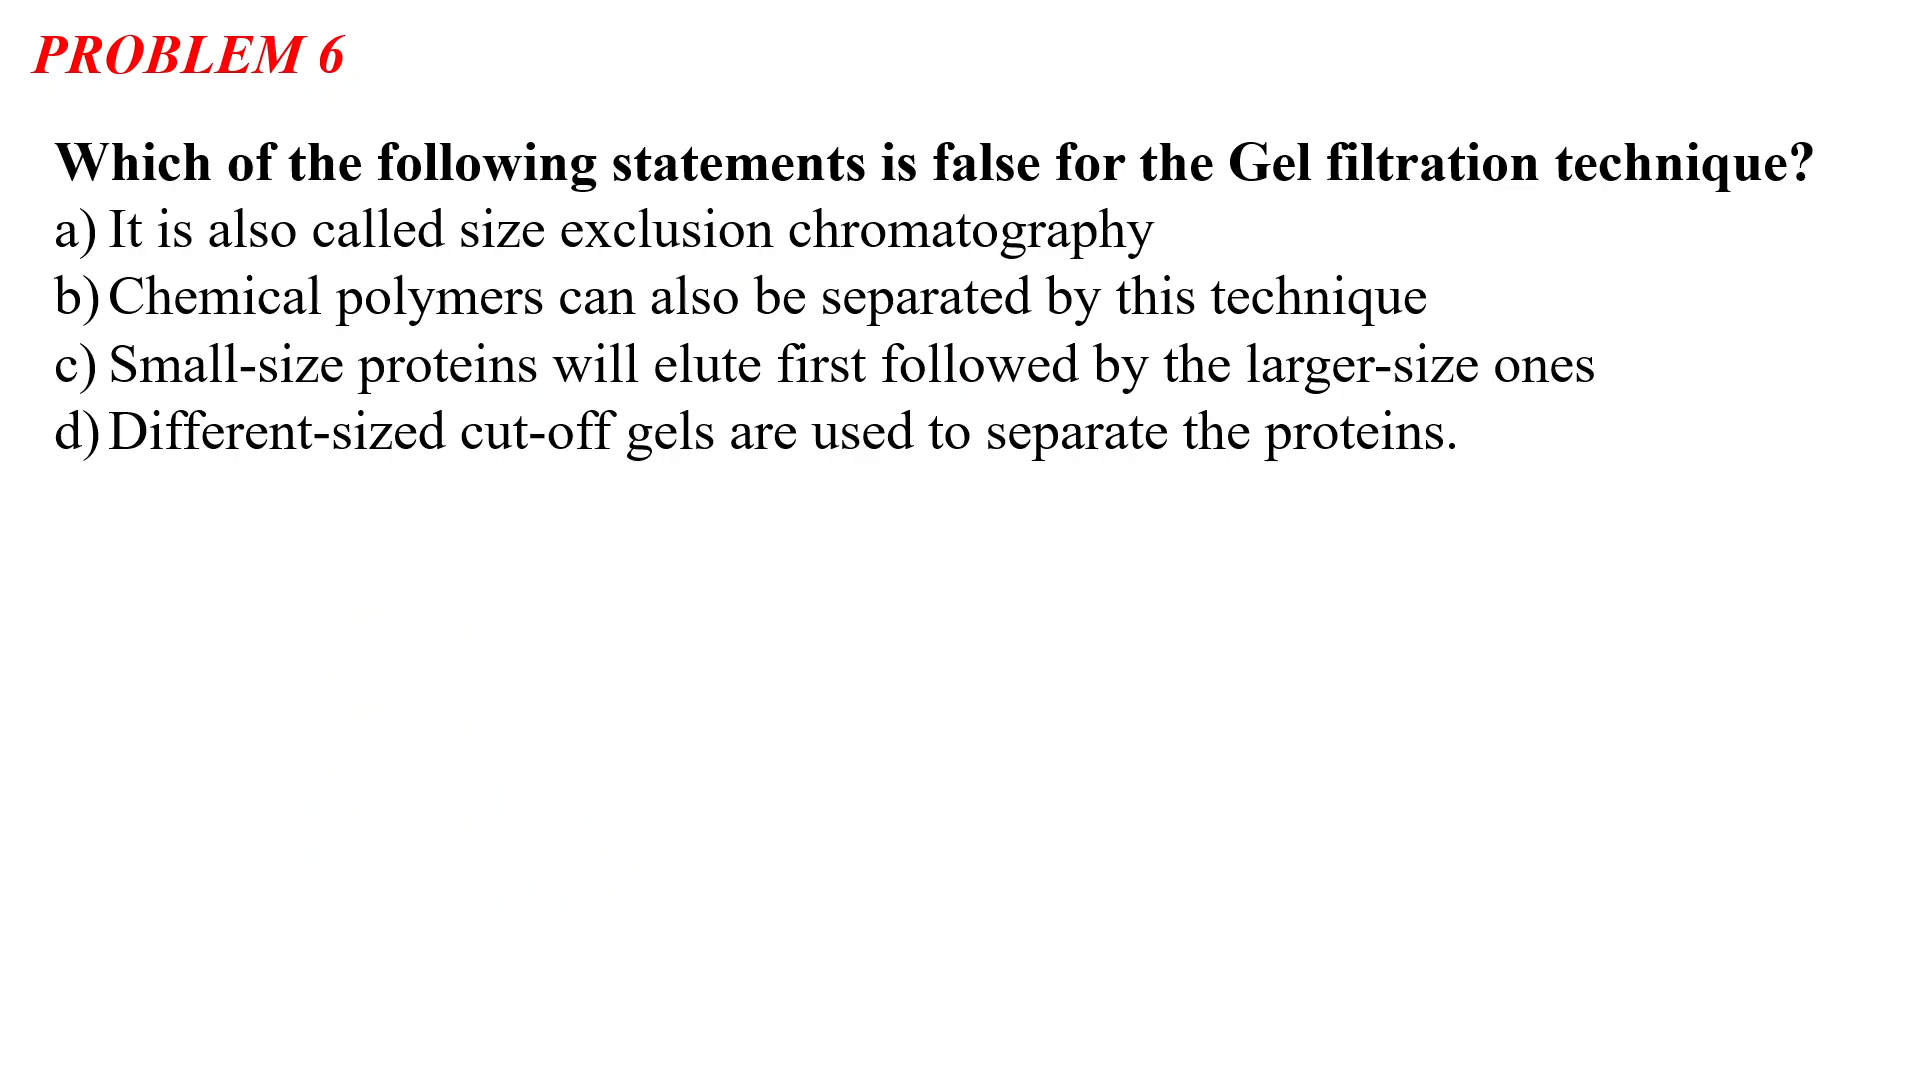 PROBLEM 6
Which of the following statements is false for the Gel filtration technique?
a) It is also called size exclusion chromatography
b) Chemical polymers can also be separated by this technique
c) Small-size proteins will elute first followed by the larger-size ones
d) Different-sized cut-off gels are used to separate the proteins.